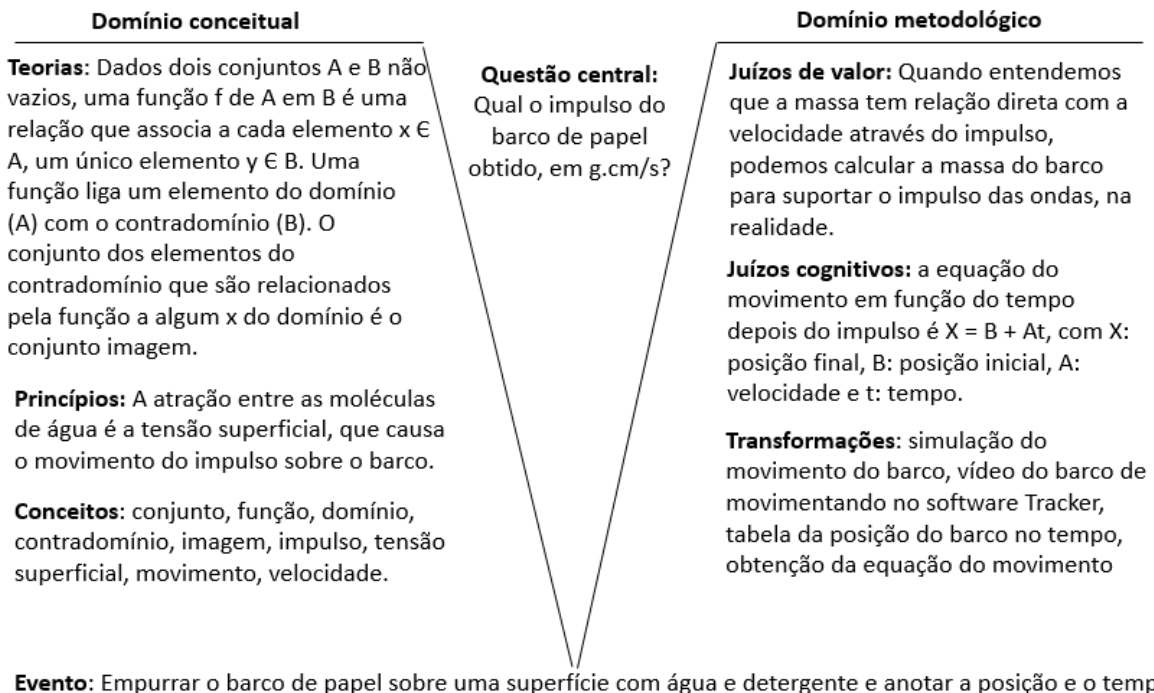 Domínio conceitual
Teorias: Dados dois conjuntos A e B não
vazios, uma função f de A em B é uma
relação que associa a cada elemento x Є
A, um único elemento y Є B. Uma
função liga um elemento do domínio
(A) com o contradomínio (B). O
conjunto dos elementos do
contradomínio que são relacionados
pela função a algum x do domínio é o
conjunto imagem.
Princípios: A atração entre as moléculas
de água é a tensão superficial, que causa
o movimento do impulso sobre o barco.
Conceitos: conjunto, função, domínio,
contradomínio, imagem, impulso, tensão
superficial, movimento, velocidade.
Questão central:
Qual o impulso do
barco de papel
obtido, em g.cm/s?
Domínio metodológico
Juízos de valor: Quando entendemos
que a massa tem relação direta com a
velocidade através do impulso,
podemos calcular a massa do barco
para suportar o impulso das ondas, na
realidade.
Juízos cognitivos: a equação do
movimento em função do tempo
depois do impulso é X = B + At, com X:
posição final, B: posição inicial, A:
velocidade e t: tempo.
Transformações: simulação do
movimento do barco, vídeo do barco de
movimentando no software Tracker,
tabela da posição do barco no tempo,
obtenção da equação do movimento
Evento: Empurrar o barco de papel sobre uma superfície com água e detergente e anotar a posição e o temp